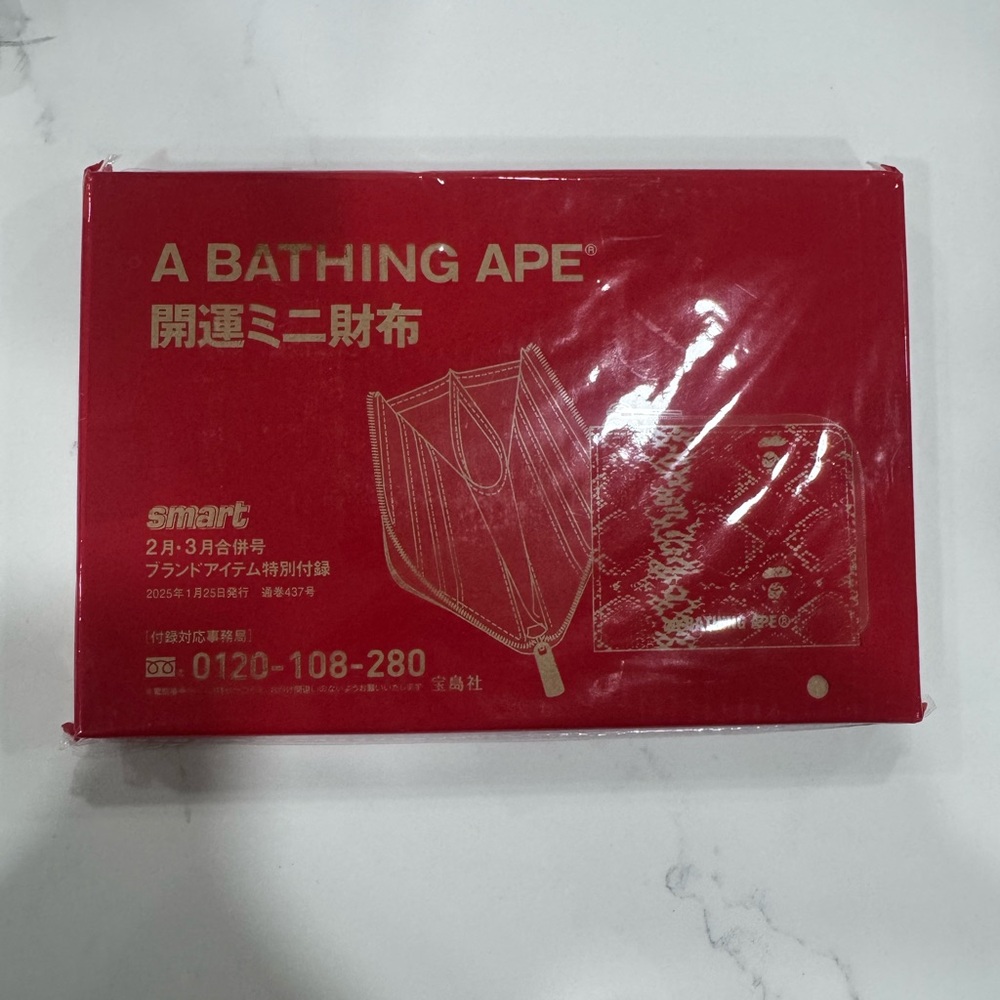 A BATHING APE®
開運ミニ財布
smart
2月・3月合併号
ブランドアイテム特別付録
2025年1月25日発行 通巻437号
[付録対応事務局]
0120-108-280
宝島社
BATHING APE®